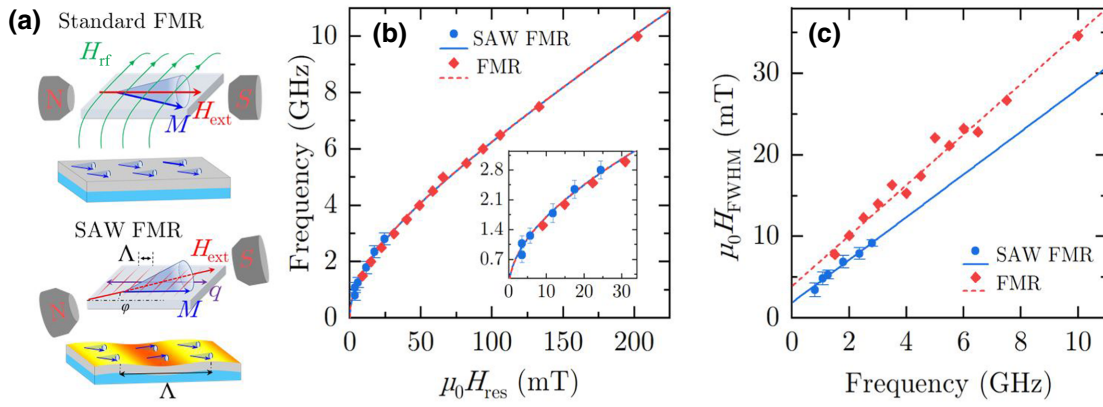 (a)
Standard FMR
H_rf
N
S
H_ext
M
SAW FMR
Λ
H_ext
S
q
N
M
φ
Λ
(b)
SAW FMR
FMR
Frequency (GHz)
10
8
6
4
2
0
0 50 100 150 200
μ₀H_res (mT)
2.8
2.1
1.4
0.7
0 10 20 30
(c)
μ₀H_FWHM (mT)
30
20
10
0
SAW FMR
FMR
0 2 4 6 8 10
Frequency (GHz)